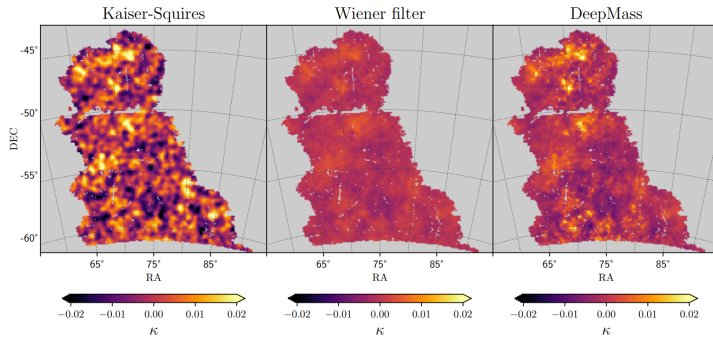 Kaiser-Squires Wiener filter DeepMass
-45°
-50°
DEC
-55°
-60°
65° 75° 85° 65° 75° 85° 65° 75° 85°
RA RA RA
−0.02 −0.01 0.00 0.01 0.02 −0.02 −0.01 0.00 0.01 0.02 −0.02 −0.01 0.00 0.01 0.02
κ κ κ